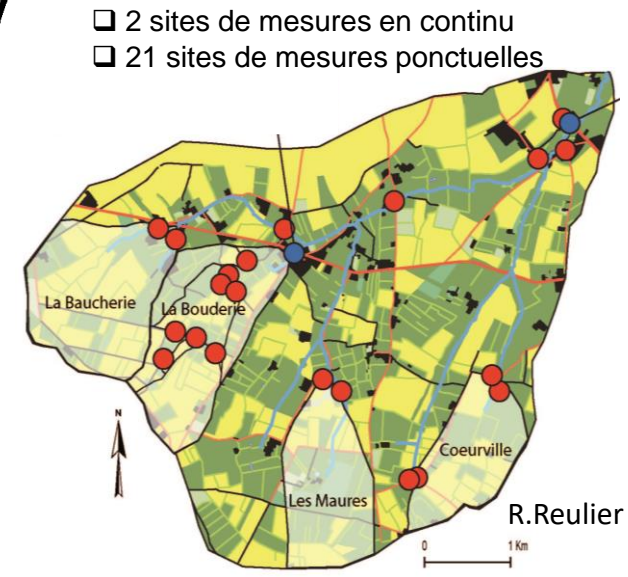 ❑ 2 sites de mesures en continu
❑ 21 sites de mesures ponctuelles
La Baucherie
La Bouderie
N
Coeurville
Les Maures
R.Reulier
0 1 Km